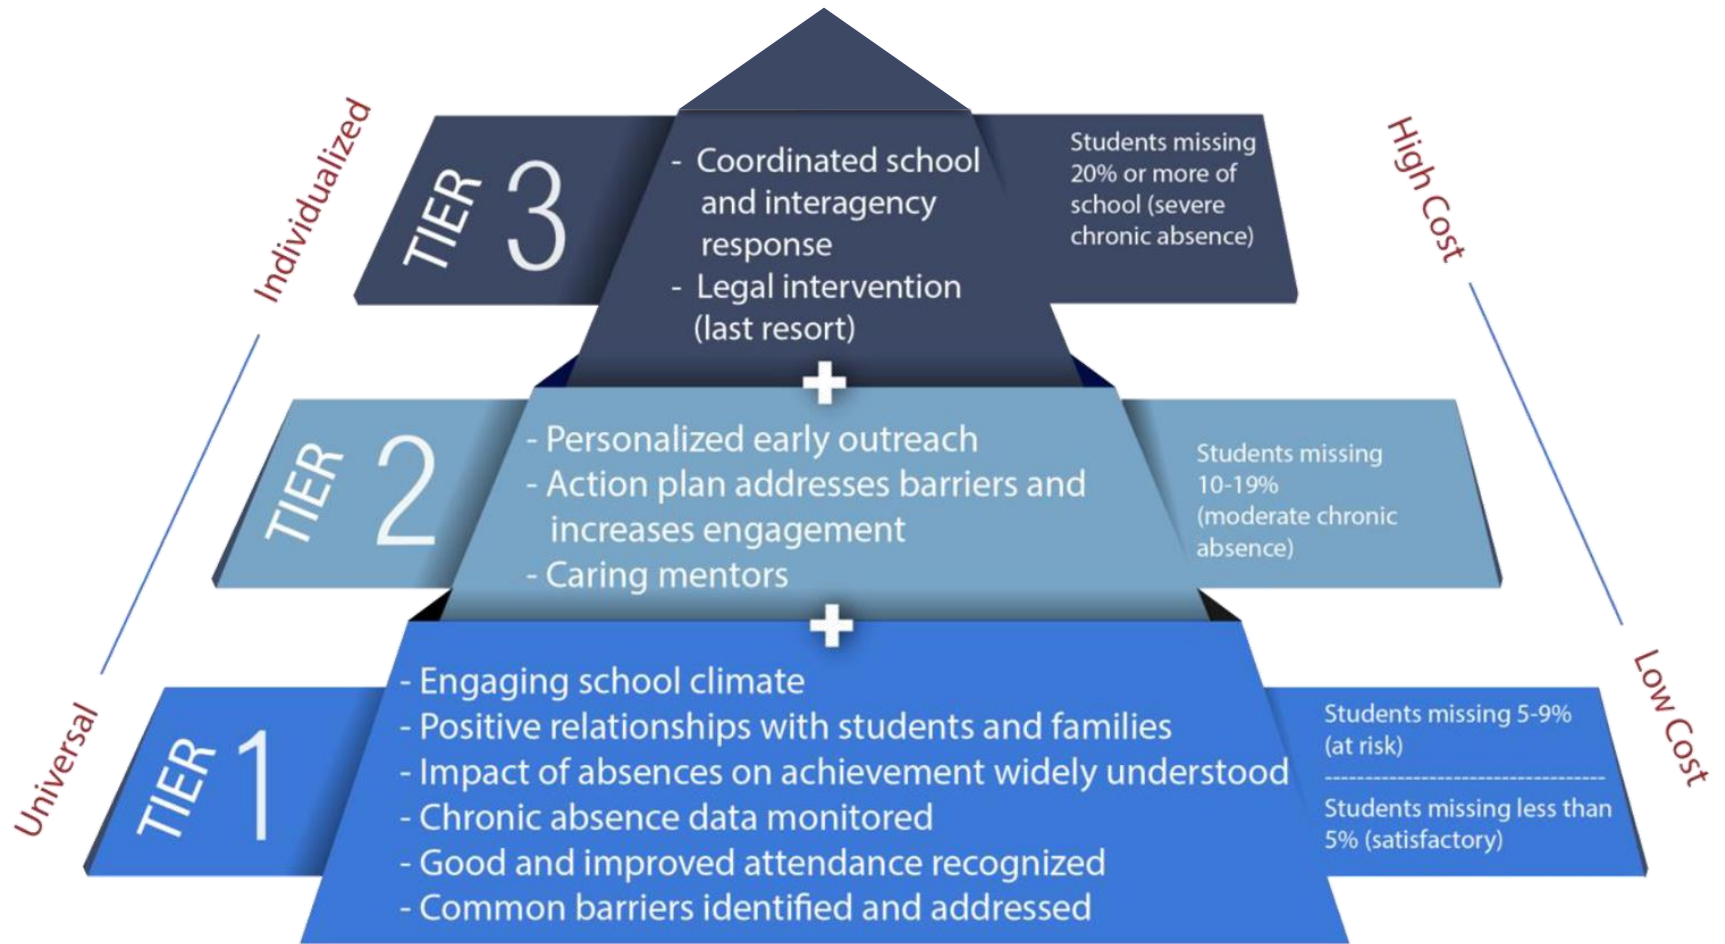 Individualized
Universal
High Cost
Low Cost
TIER 3
- Coordinated school
and interagency
response
- Legal intervention
(last resort)
Students missing
20% or more of
school (severe
chronic absence)
+
TIER 2
- Personalized early outreach
- Action plan addresses barriers and
increases engagement
- Caring mentors
Students missing
10-19%
(moderate chronic
absence)
+
TIER 1
- Engaging school climate
- Positive relationships with students and families
- Impact of absences on achievement widely understood
- Chronic absence data monitored
- Good and improved attendance recognized
- Common barriers identified and addressed
Students missing 5-9%
(at risk)
-----------------------------------
Students missing less than
5% (satisfactory)